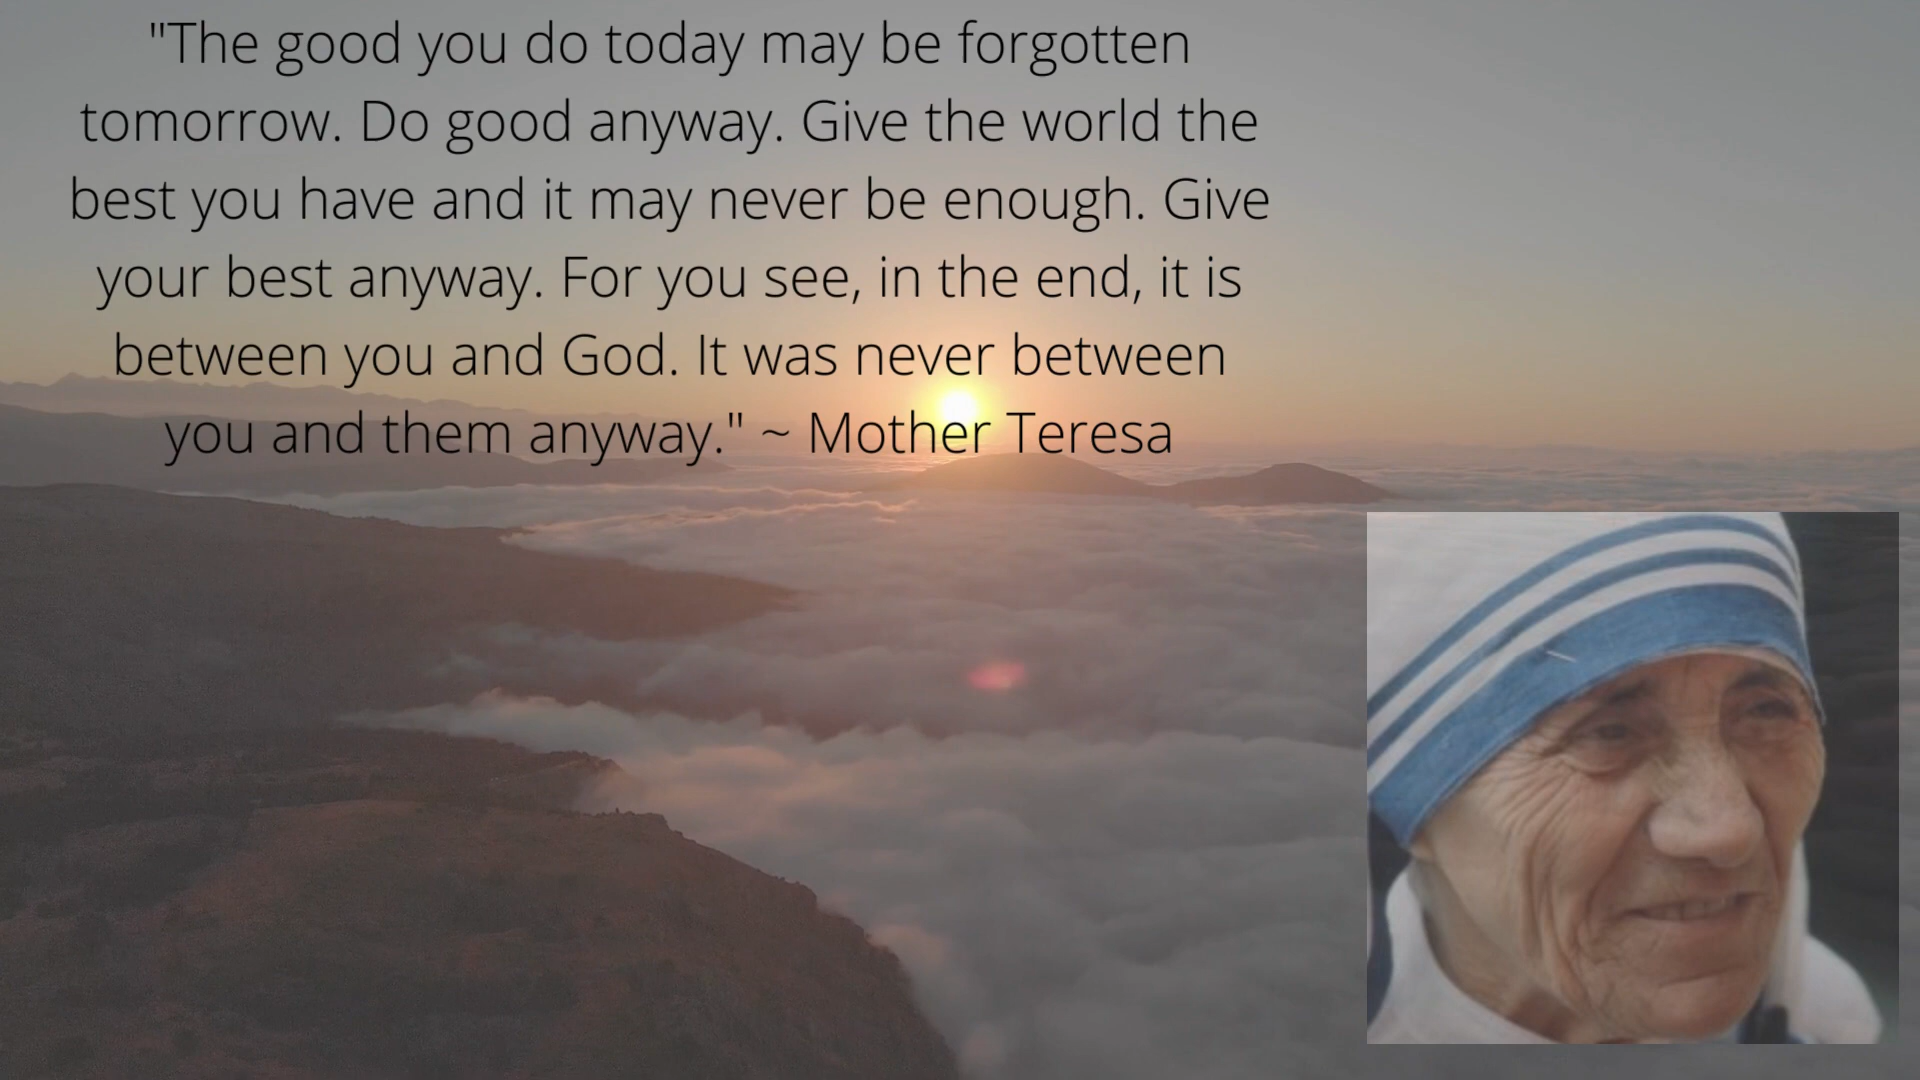 "The good you do today may be forgotten
tomorrow. Do good anyway. Give the world the
best you have and it may never be enough. Give
your best anyway. For you see, in the end, it is
between you and God. It was never between
you and them anyway." ~ Mother Teresa